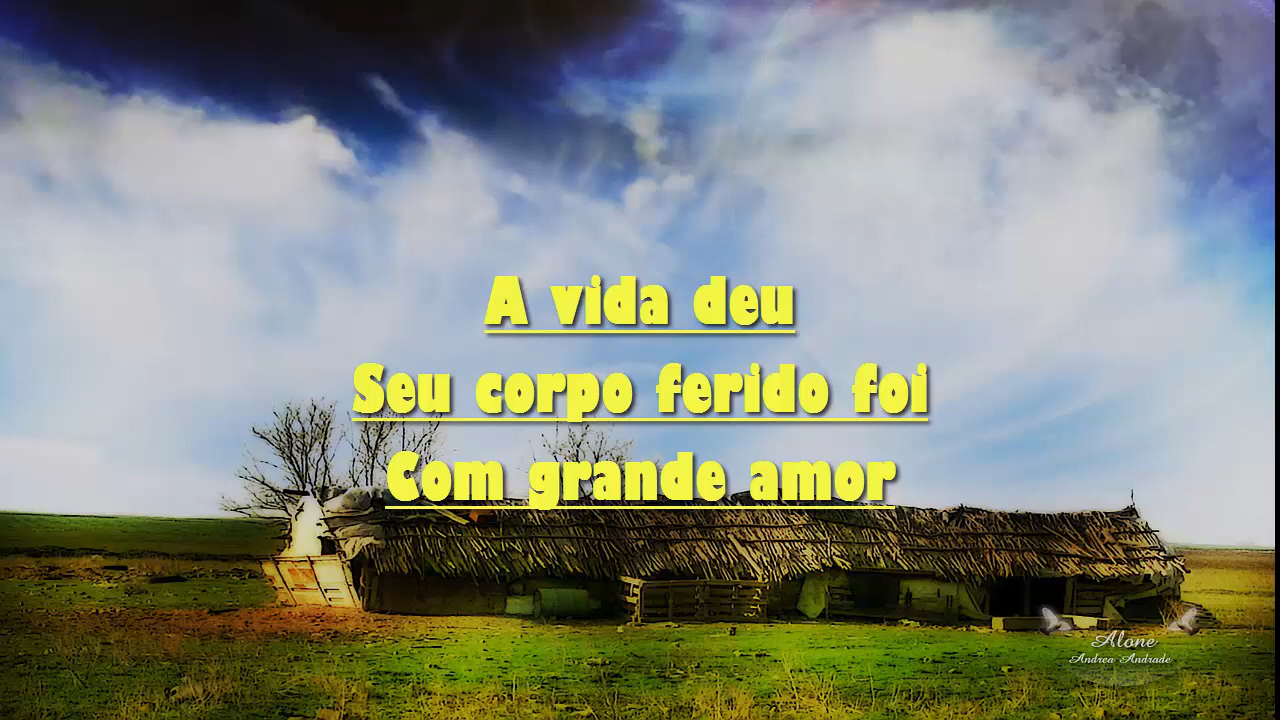 A vida deu
Seu corpo ferido foi
Com grande amor
Alone
Andrea Andrade